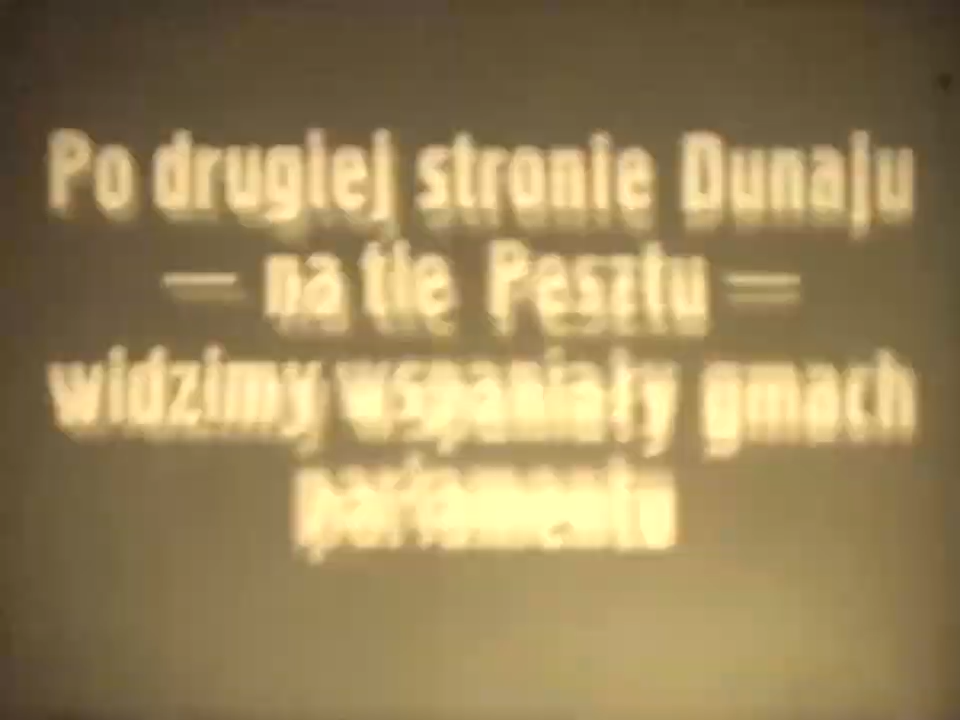 Po drugiej stronie Dunaju
— na tle Pesztu —
widzimy wspaniały gmach
parlamentu